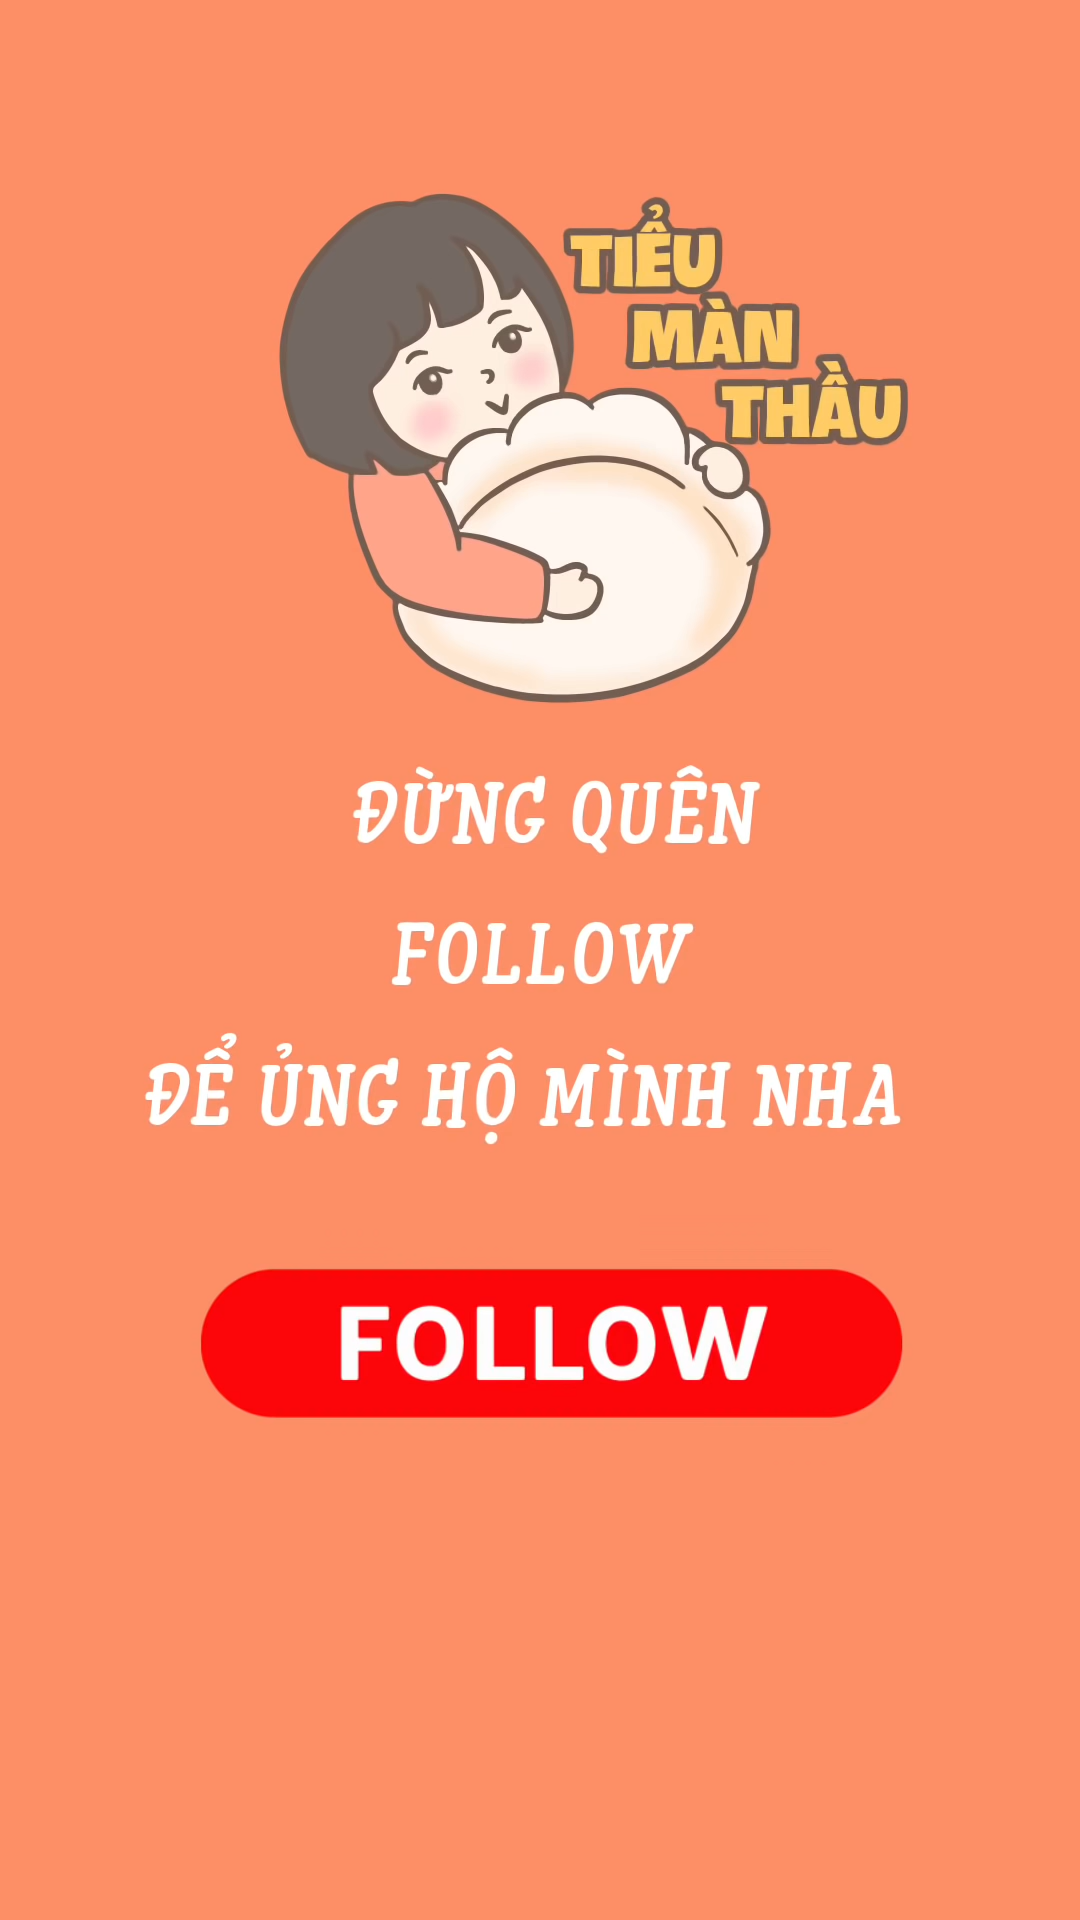 TIỂU
MÀN
THẦU
ĐỪNG QUÊN
FOLLOW
ĐỂ ỦNG HỘ MÌNH NHA
FOLLOW